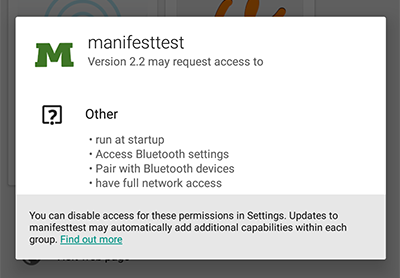 manifesttest
Version 2.2 may request access to
Other
• run at startup
• Access Bluetooth settings
• Pair with Bluetooth devices
• have full network access
You can disable access for these permissions in Settings. Updates to
manifesttest may automatically add additional capabilities within each
group. Find out more